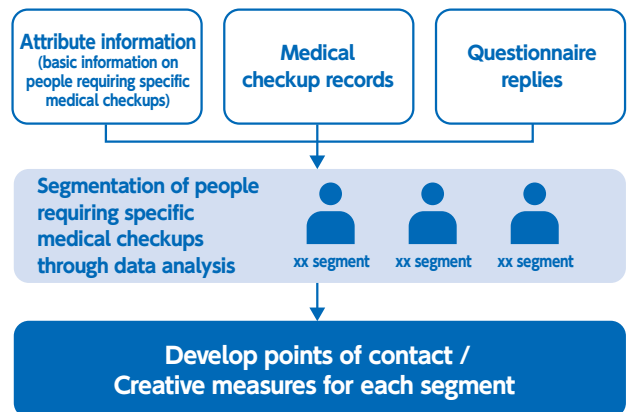 Attribute information
(basic information on
people requiring specific
medical checkups)
Medical
checkup records
Questionnaire
replies
Segmentation of people
requiring specific
medical checkups
through data analysis
xx segment
xx segment
xx segment
Develop points of contact /
Creative measures for each segment